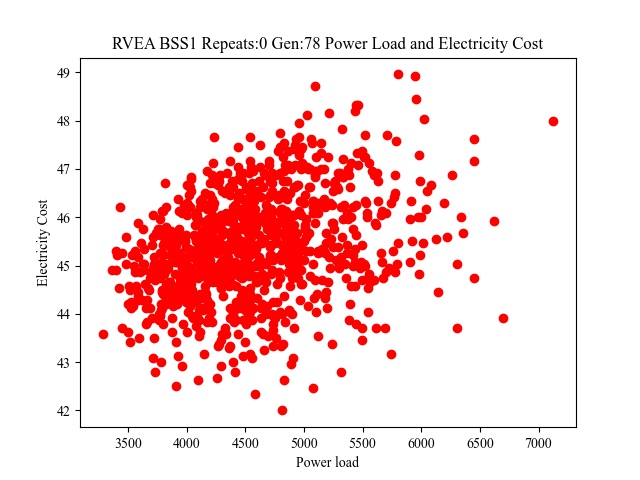 RVEA BSS1 Repeats:0 Gen:78 Power Load and Electricity Cost
49
48
47
46
45
44
43
42
Electricity Cost
3500 4000 4500 5000 5500 6000 6500 7000
Power load